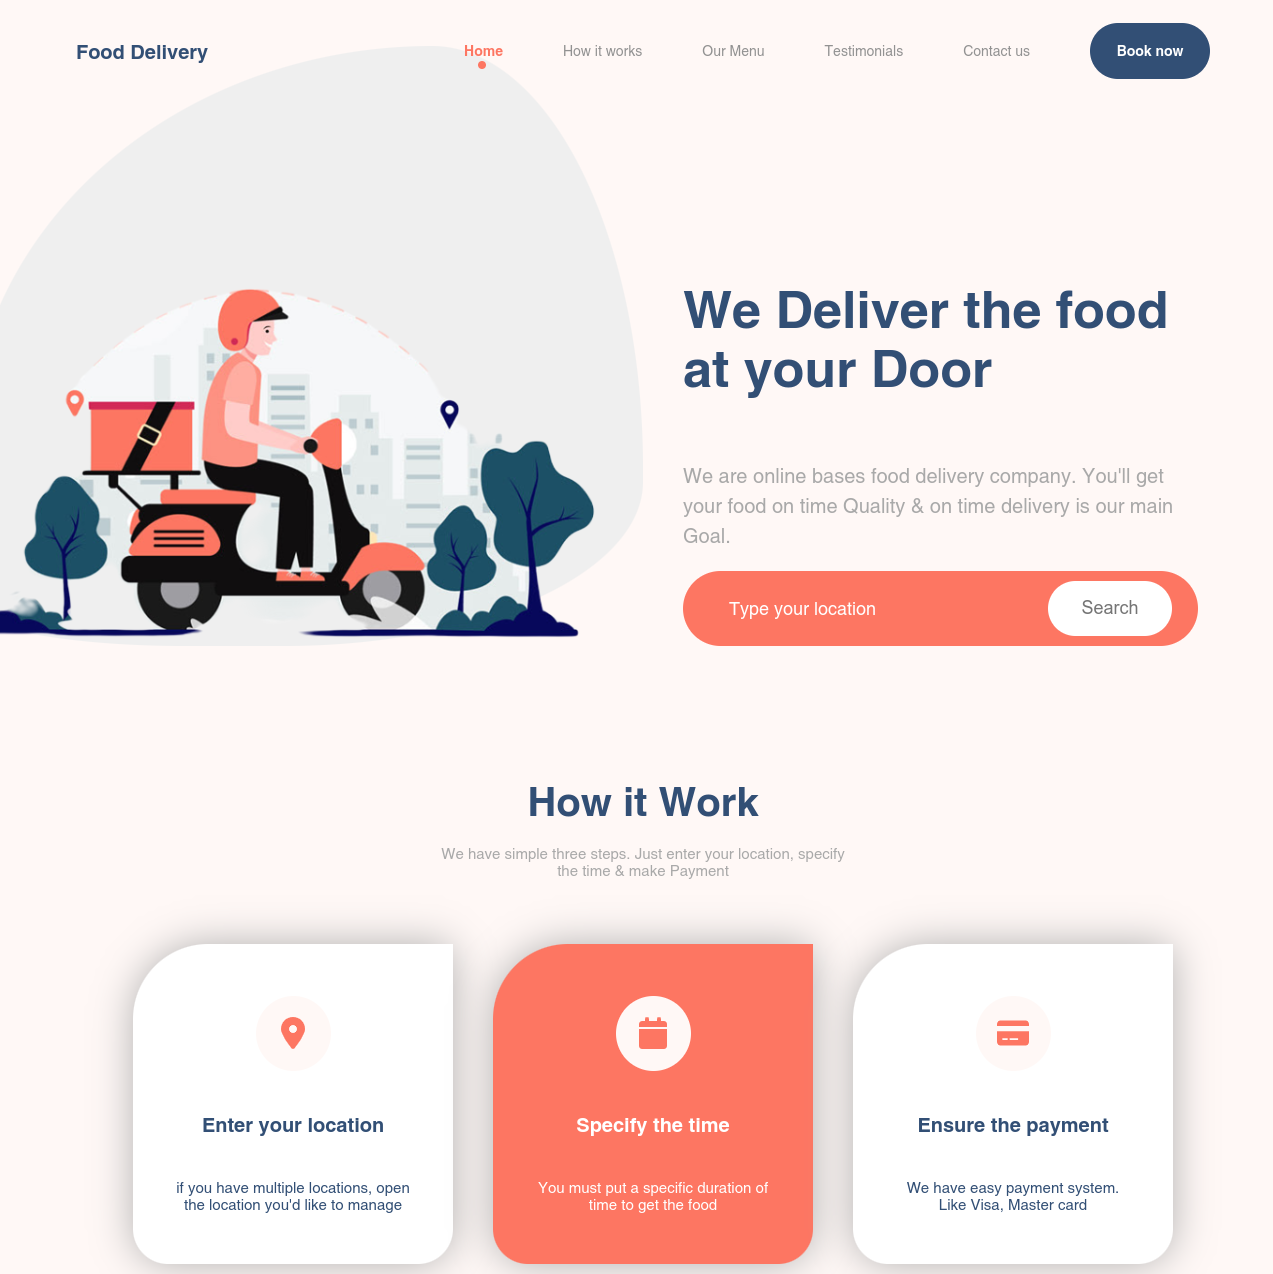 Food Delivery
Home
How it works
Our Menu
Testimonials
Contact us
Book now
We Deliver the food
at your Door
We are online bases food delivery company. You'll get
your food on time Quality & on time delivery is our main
Goal.
Type your location
Search
How it Work
We have simple three steps. Just enter your location, specify
the time & make Payment
Enter your location
if you have multiple locations, open
the location you'd like to manage
Specify the time
You must put a specific duration of
time to get the food
Ensure the payment
We have easy payment system.
Like Visa, Master card